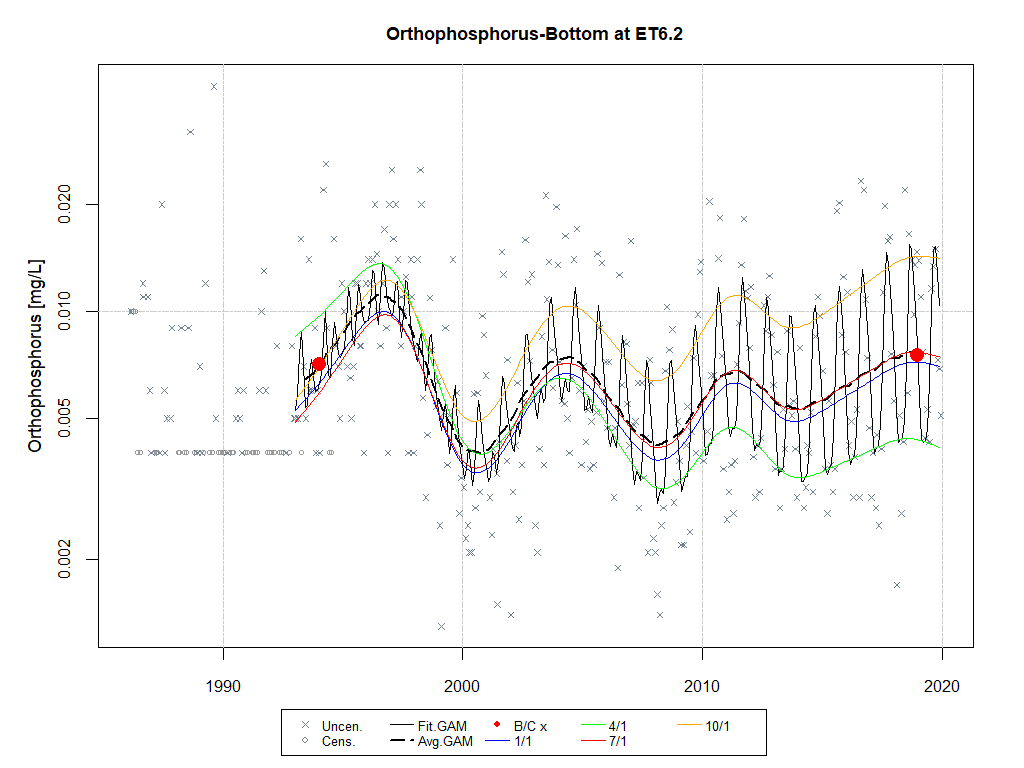 Orthophosphorus-Bottom at ET6.2
Orthophosphorus [mg/L]
0.020
0.010
0.005
0.002
1990 2000 2010 2020
Uncen. Fit.GAM B/C x 4/1 10/1
Cens. Avg.GAM 1/1 7/1